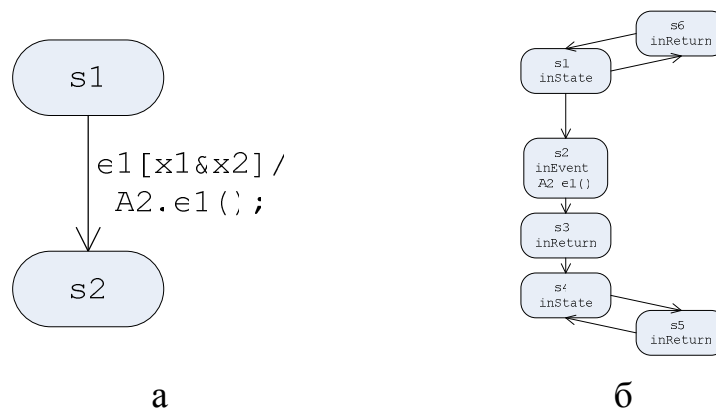 s1
e1[x1&x2]/
A2.e1();
s2
а
s6
inReturn
s1
inState
s2
inEvent
A2 e1()
s3
inReturn
s4
inState
s5
inReturn
б